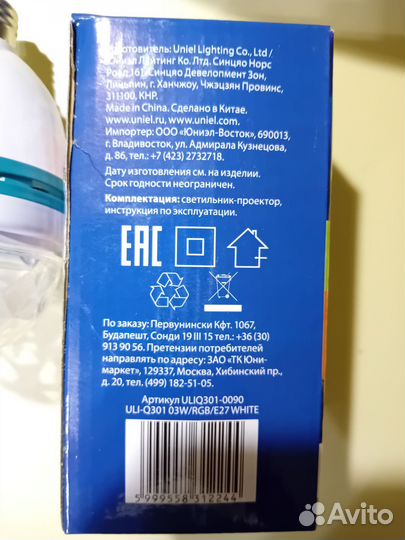 Изготовитель: Uniel Lighting Co., Ltd /
Юниэл Лайтинг Ко. Лтд. Синцяо Норс
Роад 161, Синцяо Девелопмент Зон,
Линьпин, г. Ханчжоу, Чжэцзян Провинс,
311100, КНР.
Made in China. Сделано в Китае.
www.uniel.ru, www.uniel.com
Импортер: ООО «Юниэл-Восток», 690013,
г. Владивосток, ул. Адмирала Кузнецова,
д. 86, тел.: +7 (423) 2732718.
Дату изготовления см. на изделии.
Срок годности неограничен.
Комплектация: светильник-проектор,
инструкция по эксплуатации.
EAC
По заказу: Первунински Кфт. 1067,
Будапешт, Сонди 19 III 15 тел.: +36 (30)
913 90 56. Претензии потребителей
направлять по адресу: ЗАО «ТК Юни-
маркет», 129337, Москва, Хибинский пр.,
д. 20, тел. (499) 182-51-05.
Артикул ULIQ301-0090
ULI-Q301 03W/RGB/E27 WHITE
5 999558 312244
Avito